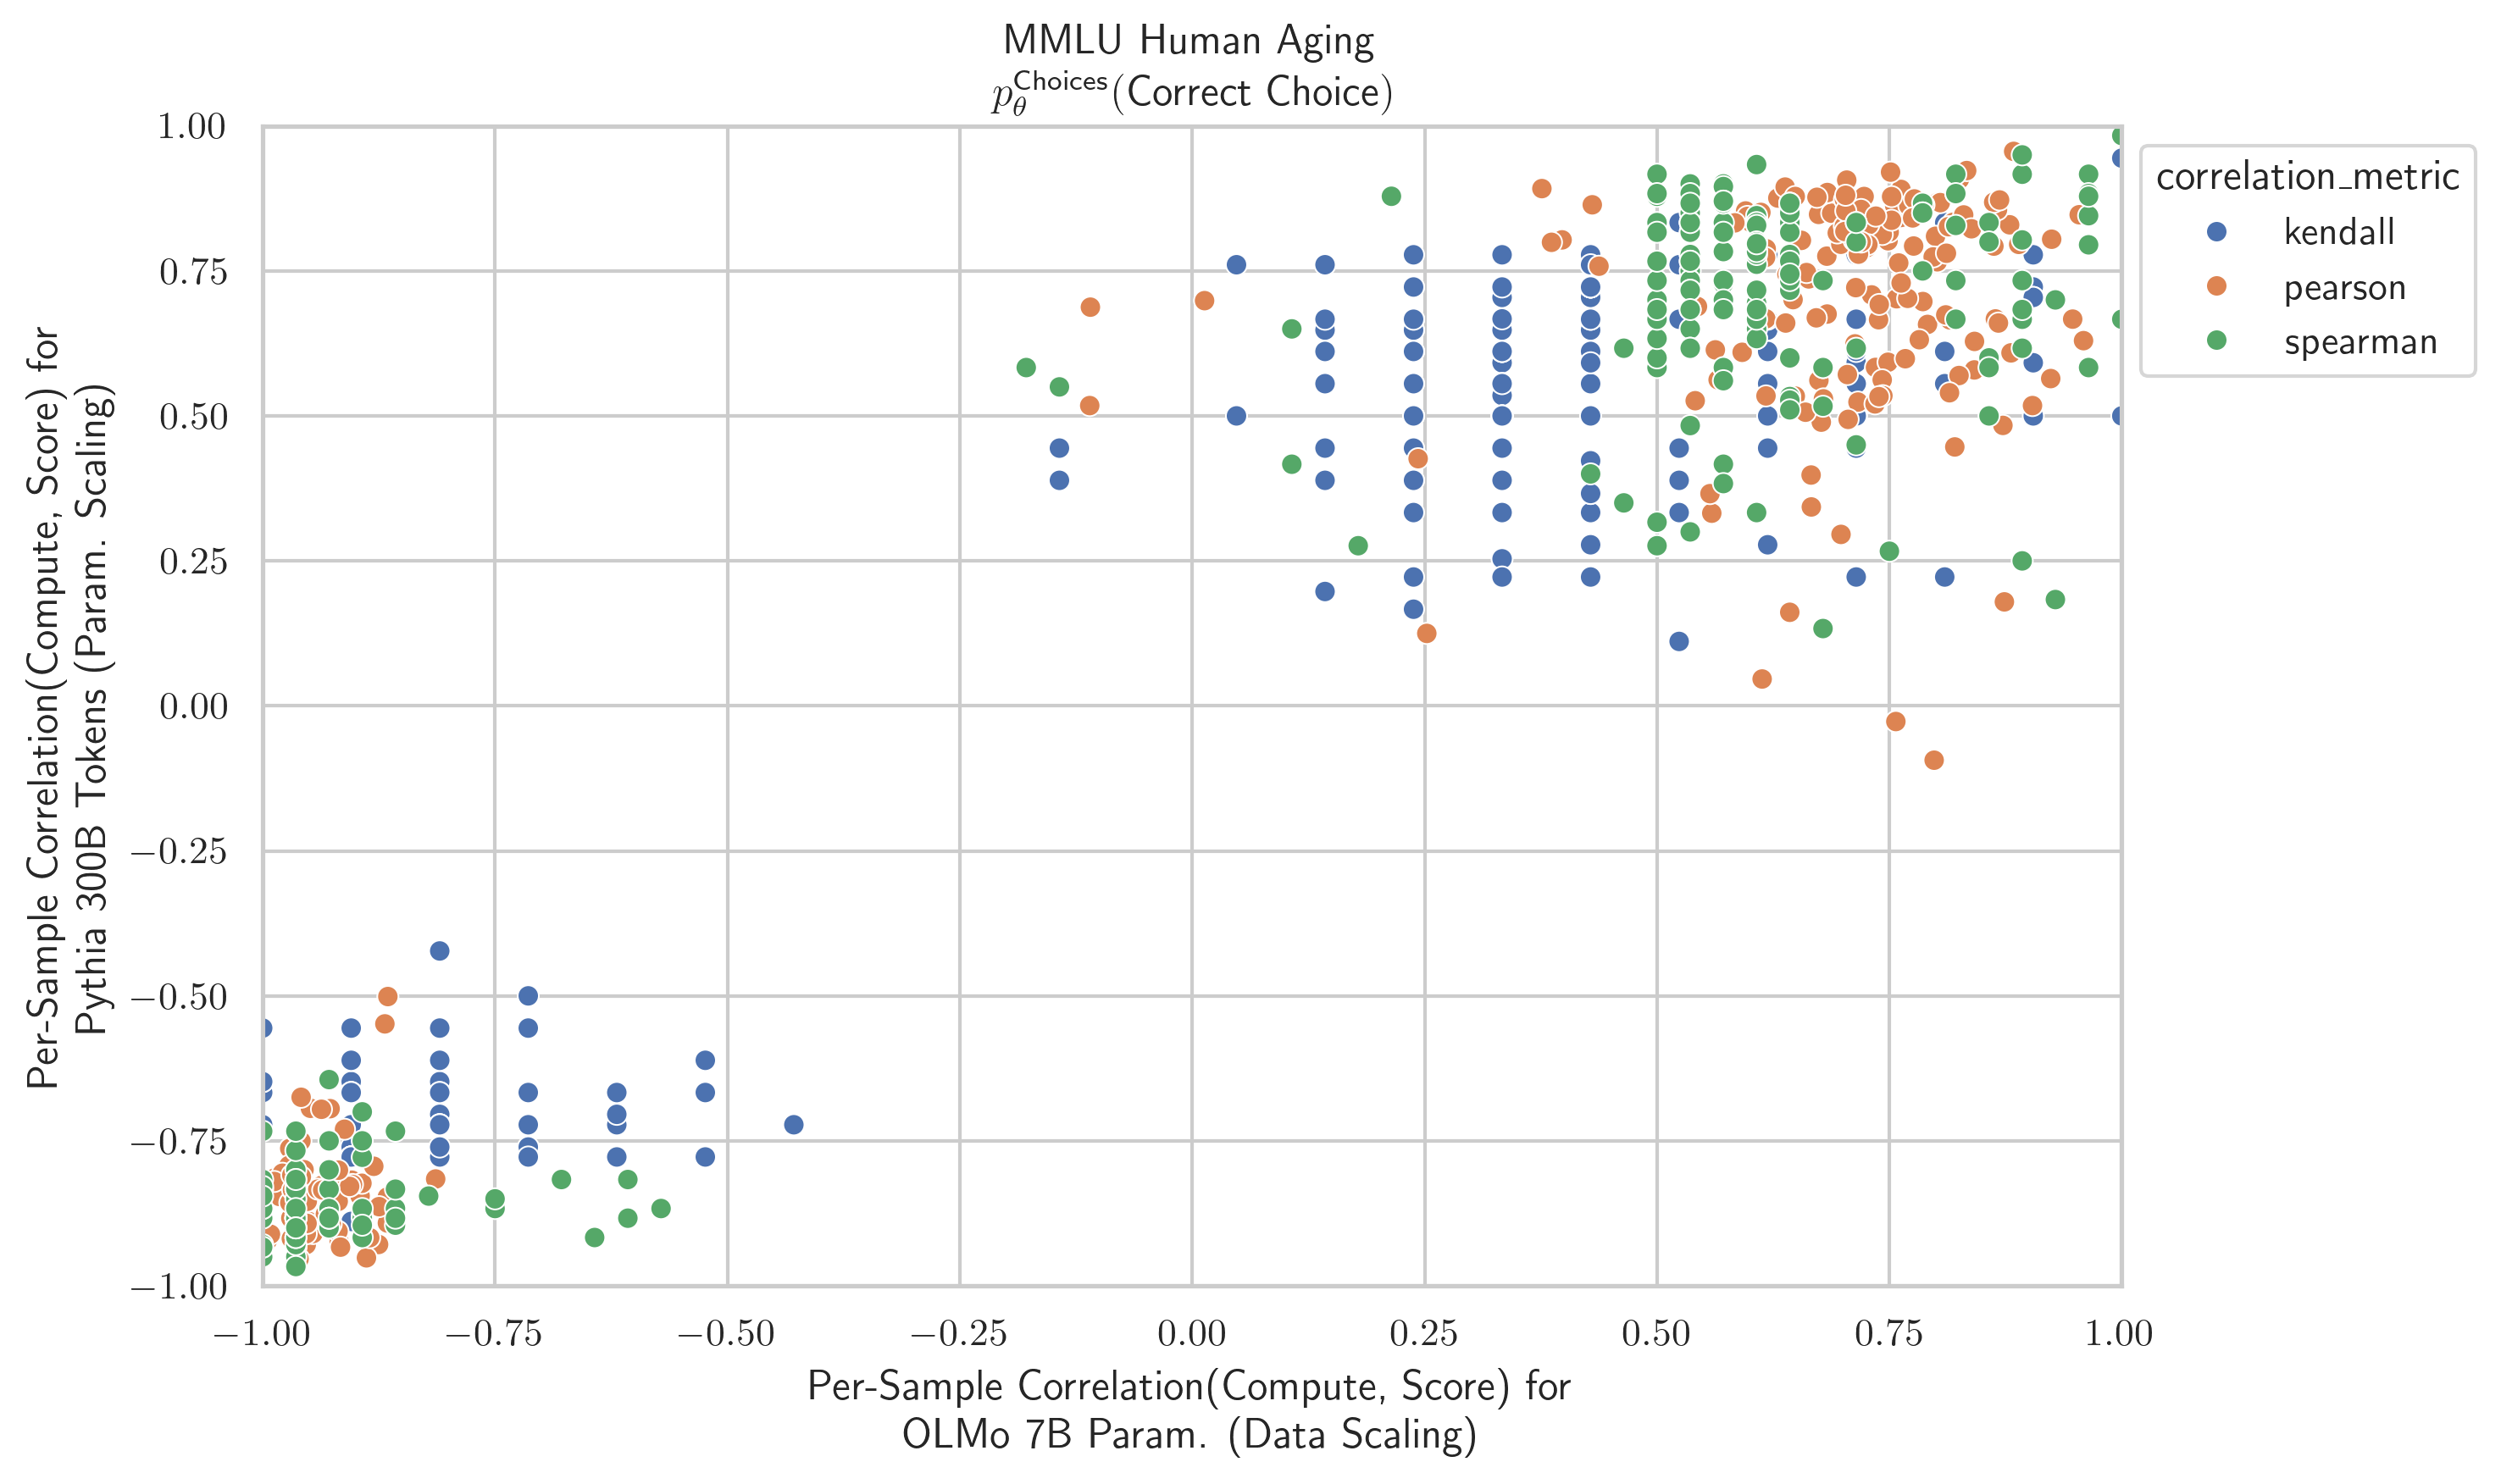 MMLU Human Aging
p_θ^Choices(Correct Choice)
1.00
0.75
0.50
0.25
0.00
−0.25
−0.50
−0.75
−1.00
Per-Sample Correlation(Compute, Score) for
Pythia 300B Tokens (Param. Scaling)
−1.00 −0.75 −0.50 −0.25 0.00 0.25 0.50 0.75 1.00
Per-Sample Correlation(Compute, Score) for
OLMo 7B Param. (Data Scaling)
correlation_metric
kendall
pearson
spearman